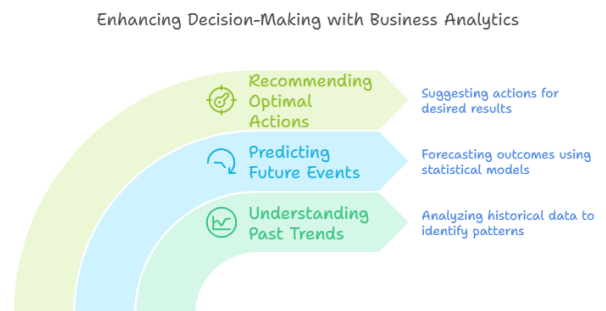 Enhancing Decision-Making with Business Analytics
Recommending
Optimal
Actions
Suggesting actions for
desired results
Predicting
Future Events
Forecasting outcomes using
statistical models
Understanding
Past Trends
Analyzing historical data to
identify patterns